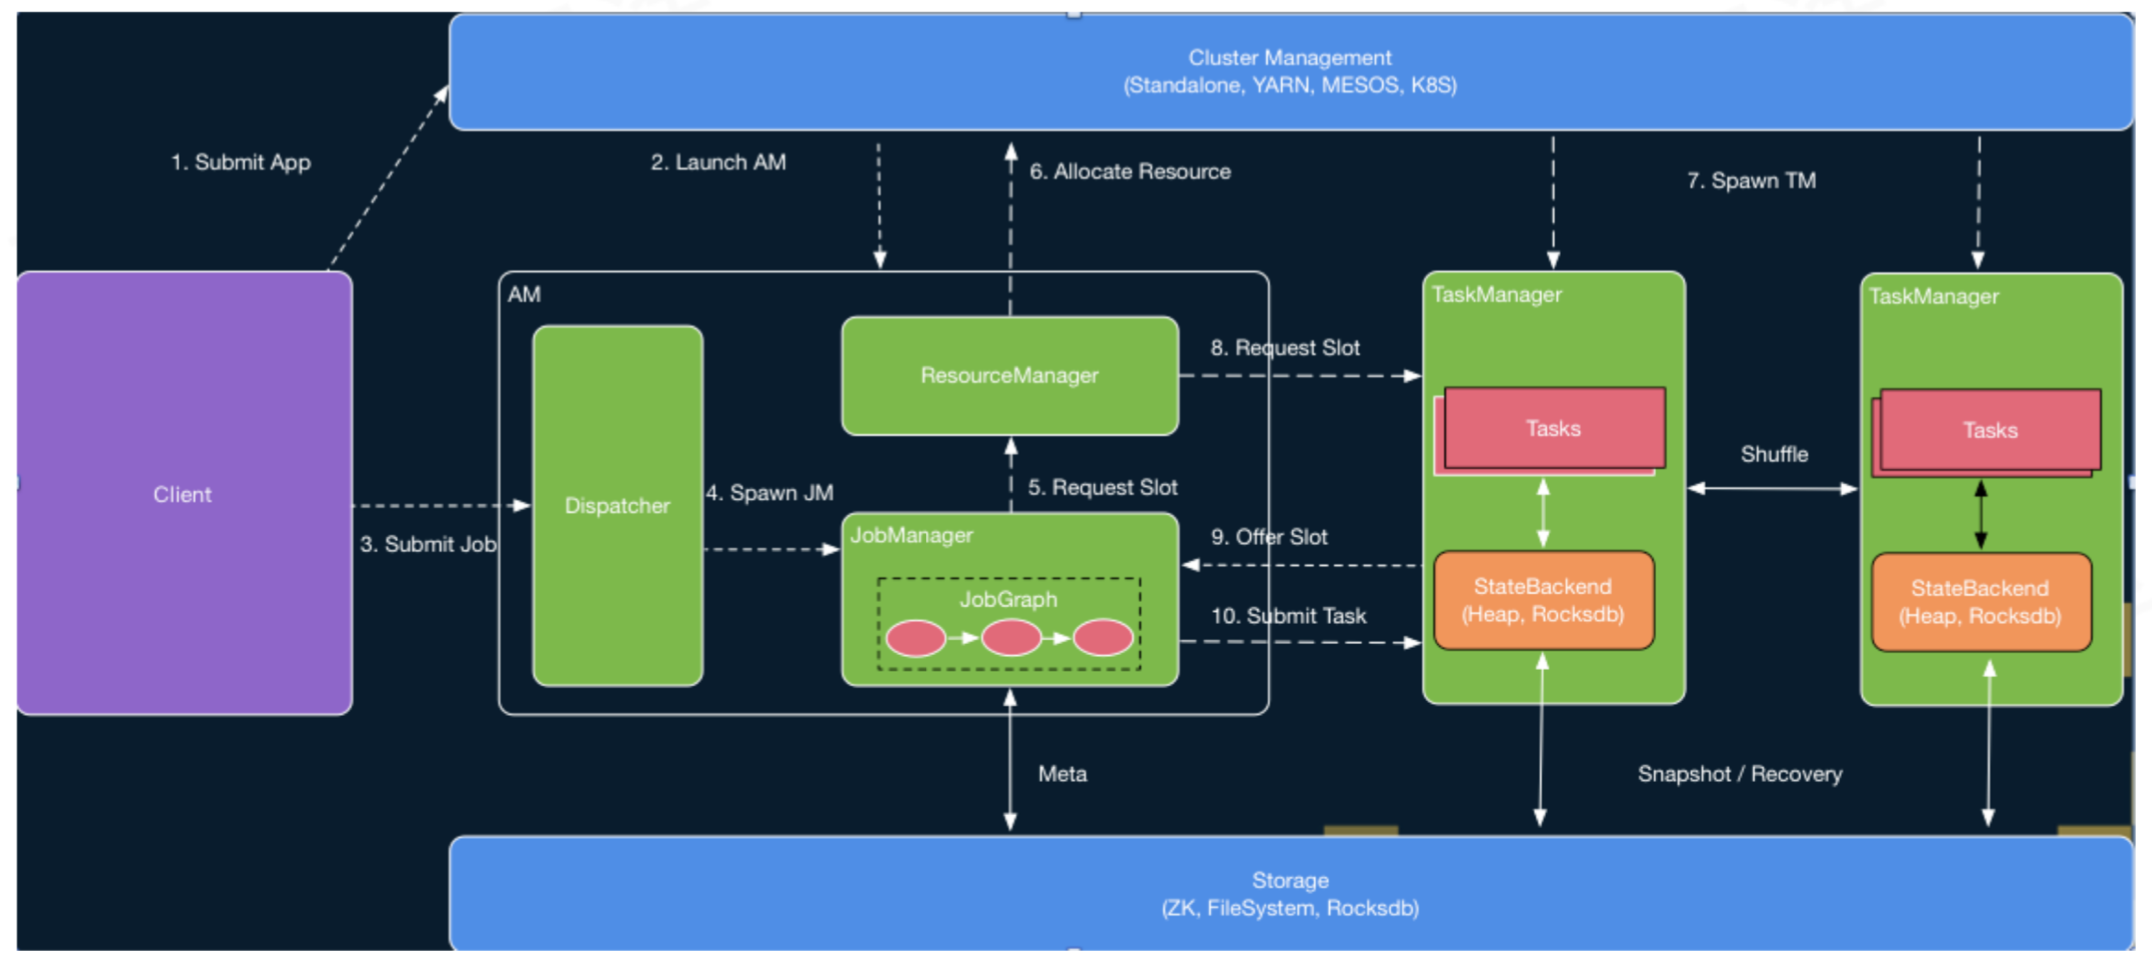 Cluster Management
(Standalone, YARN, MESOS, K8S)
1. Submit App
2. Launch AM
6. Allocate Resource
7. Spawn TM
AM
TaskManager
TaskManager
8. Request Slot
ResourceManager
Tasks
Tasks
Shuffle
Client
Dispatcher
4. Spawn JM
5. Request Slot
3. Submit Job
JobManager
9. Offer Slot
JobGraph
10. Submit Task
StateBackend
(Heap, Rocksdb)
StateBackend
(Heap, Rocksdb)
Meta
Snapshot / Recovery
Storage
(ZK, FileSystem, Rocksdb)